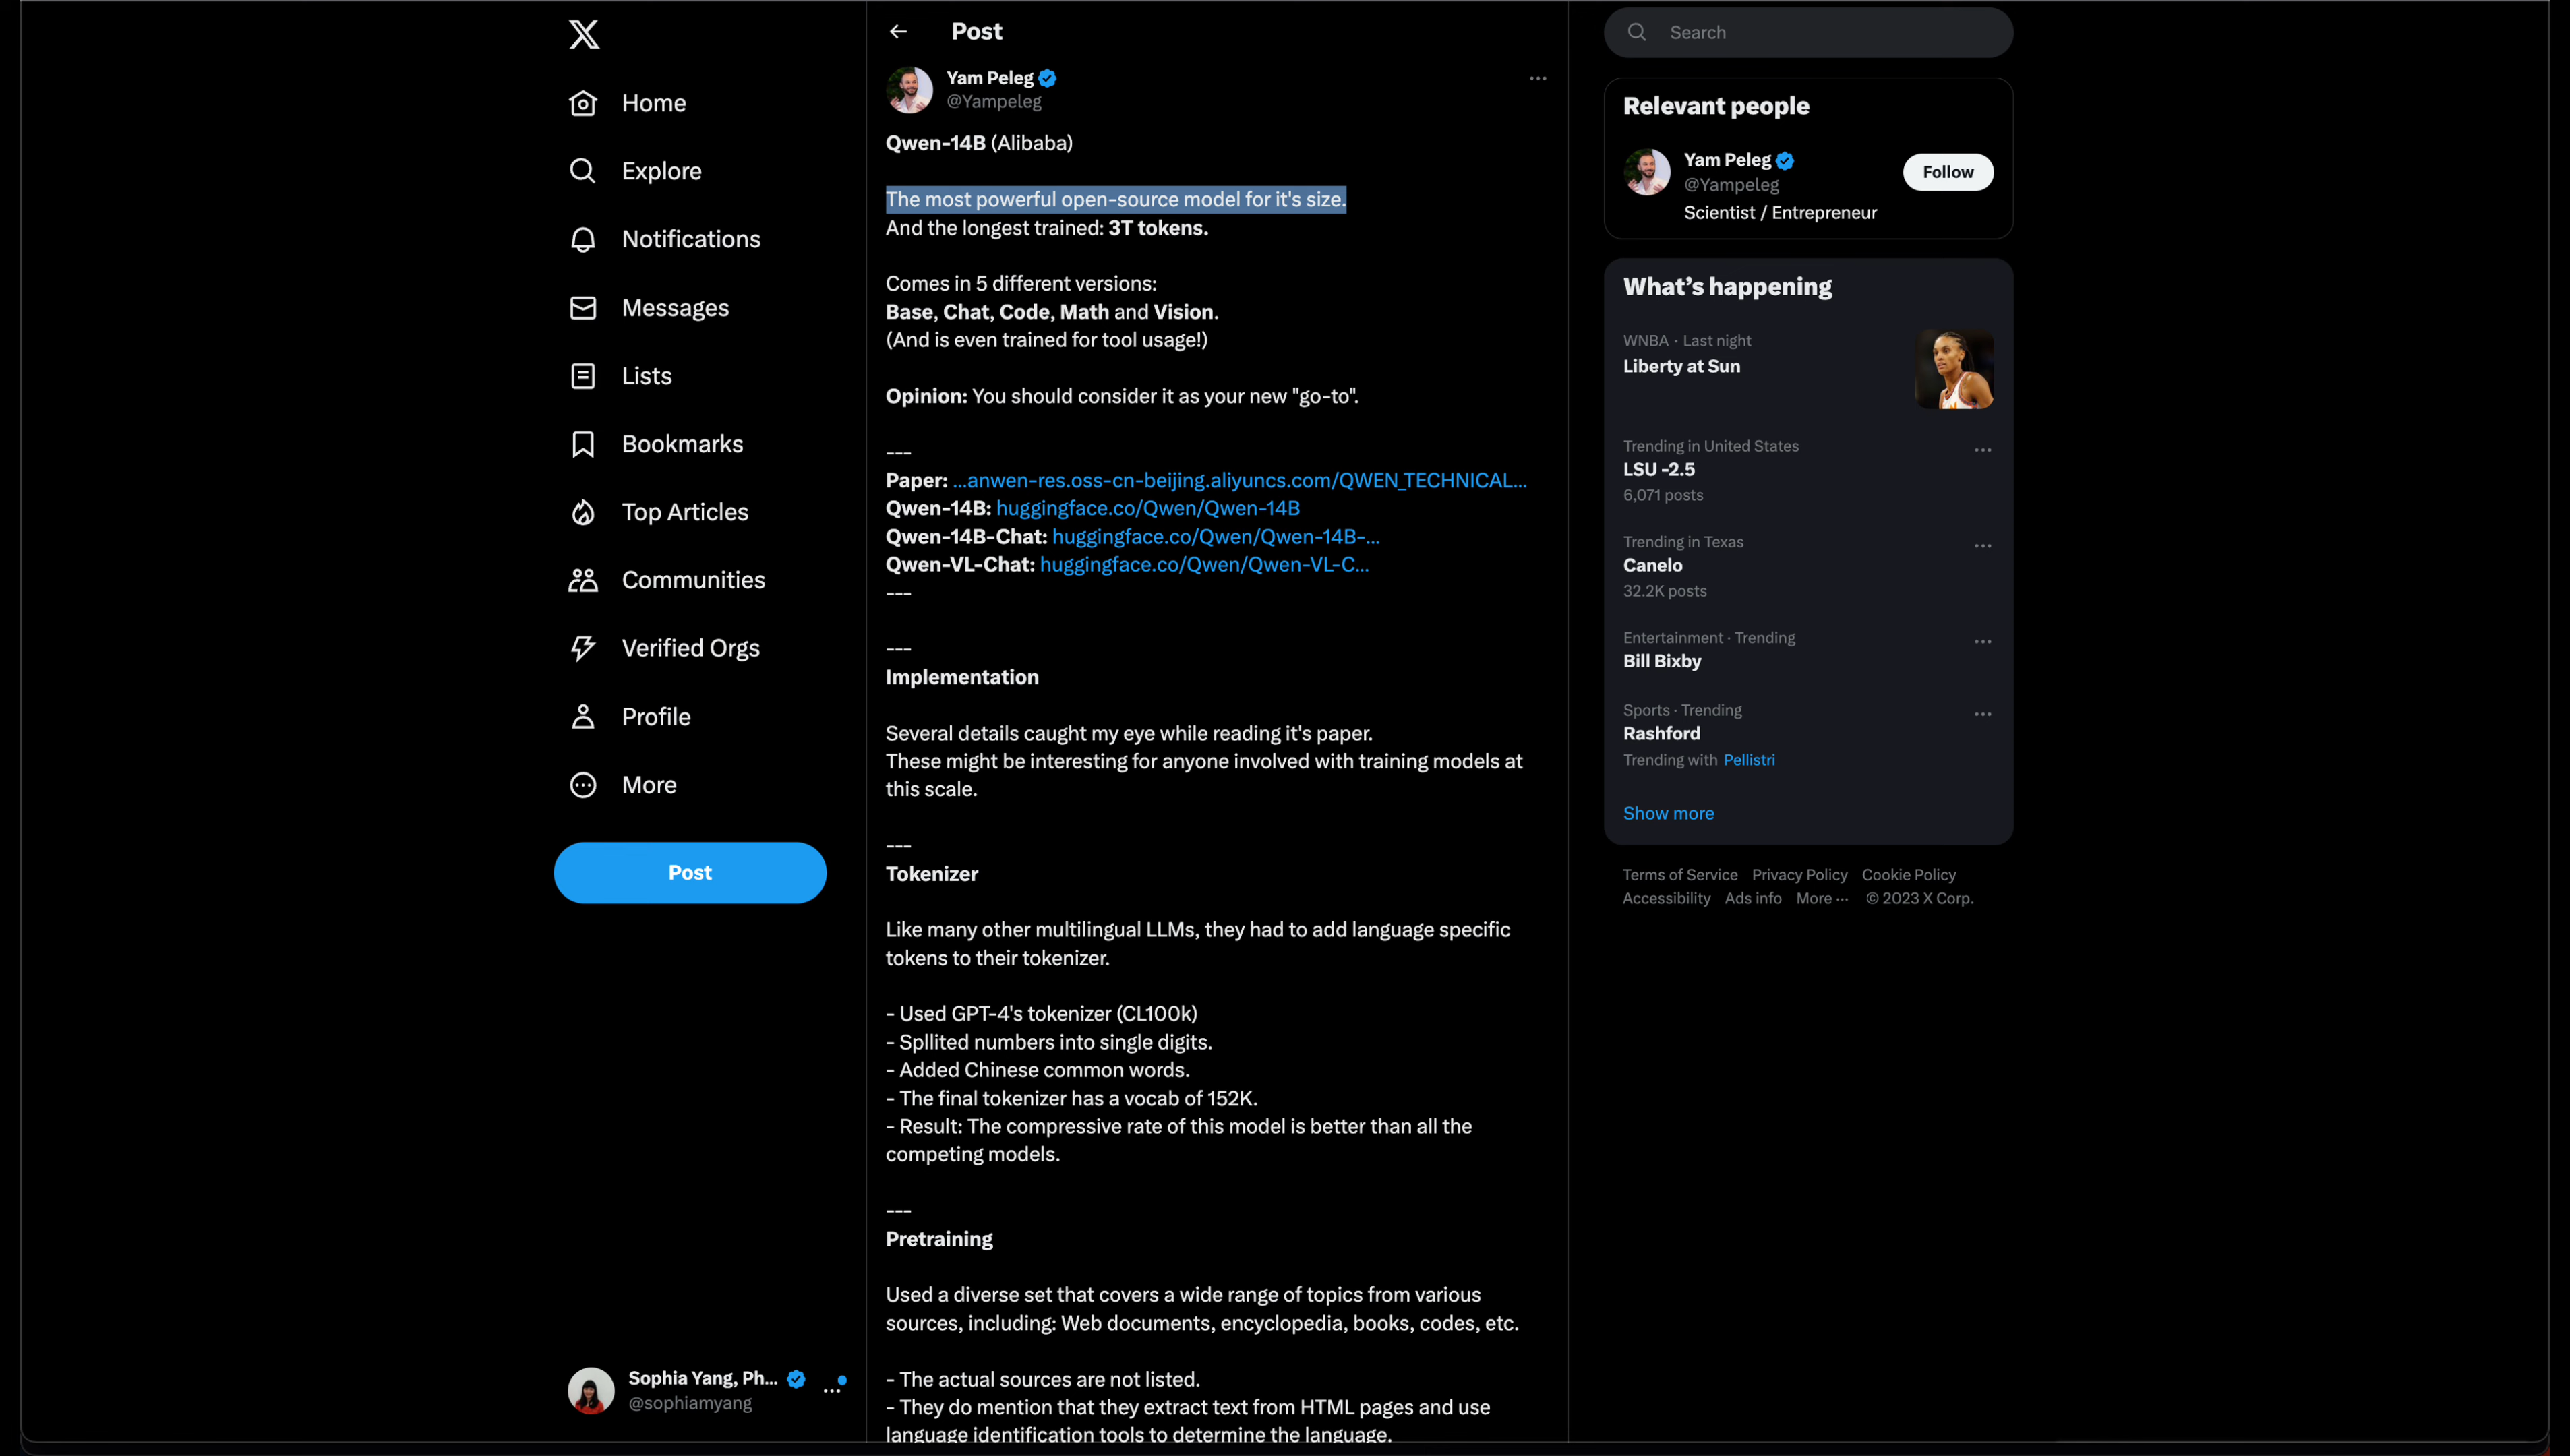 Home
Explore
Notifications
Messages
Lists
Bookmarks
Top Articles
Communities
Verified Orgs
Profile
More
Post
Sophia Yang, Ph...
@sophiamyang
Post
Yam Peleg
@Yampeleg
Qwen-14B (Alibaba)
The most powerful open-source model for it's size.
And the longest trained: 3T tokens.
Comes in 5 different versions:
Base, Chat, Code, Math and Vision.
(And is even trained for tool usage!)
Opinion: You should consider it as your new "go-to".
---
Paper: ...anwen-res.oss-cn-beijing.aliyuncs.com/QWEN_TECHNICAL...
Qwen-14B: huggingface.co/Qwen/Qwen-14B
Qwen-14B-Chat: huggingface.co/Qwen/Qwen-14B-...
Qwen-VL-Chat: huggingface.co/Qwen/Qwen-VL-C...
---
---
Implementation
Several details caught my eye while reading it's paper.
These might be interesting for anyone involved with training models at
this scale.
---
Tokenizer
Like many other multilingual LLMs, they had to add language specific
tokens to their tokenizer.
- Used GPT-4's tokenizer (CL100k)
- Spllited numbers into single digits.
- Added Chinese common words.
- The final tokenizer has a vocab of 152K.
- Result: The compressive rate of this model is better than all the
competing models.
---
Pretraining
Used a diverse set that covers a wide range of topics from various
sources, including: Web documents, encyclopedia, books, codes, etc.
- The actual sources are not listed.
- They do mention that they extract text from HTML pages and use
language identification tools to determine the language.
Search
Relevant people
Yam Peleg
@Yampeleg
Follow
Scientist / Entrepreneur
What's happening
WNBA · Last night
Liberty at Sun
Trending in United States
LSU -2.5
6,071 posts
Trending in Texas
Canelo
32.2K posts
Entertainment · Trending
Bill Bixby
Sports · Trending
Rashford
Trending with Pellistri
Show more
Terms of Service Privacy Policy Cookie Policy
Accessibility Ads info More ··· © 2023 X Corp.